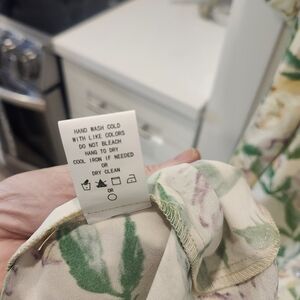 HAND WASH COLD
WITH LIKE COLORS
DO NOT BLEACH
HANG TO DRY
COOL IRON IF NEEDED
OR
DRY CLEAN
OR